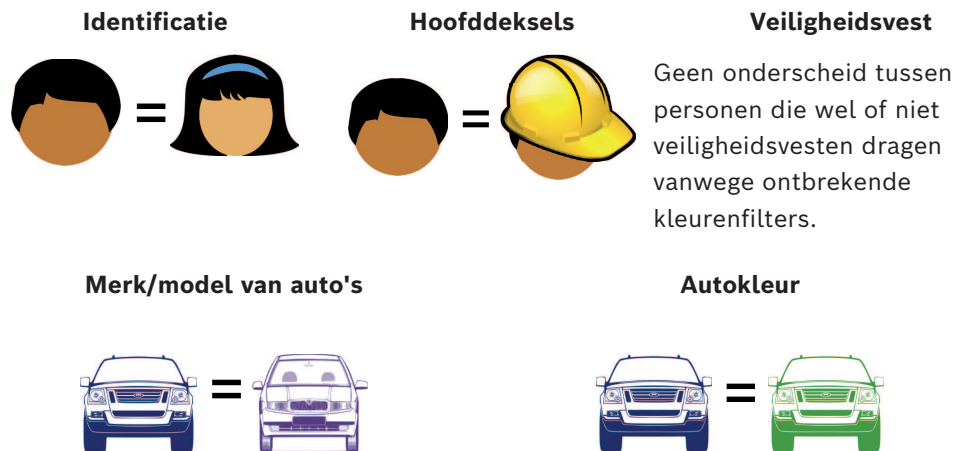 Identificatie
Hoofddeksels
Veiligheidsvest
=
=
Geen onderscheid tussen
personen die wel of niet
veiligheidsvesten dragen
vanwege ontbrekende
kleurenfilters.
Merk/model van auto's
Autokleur
=
=